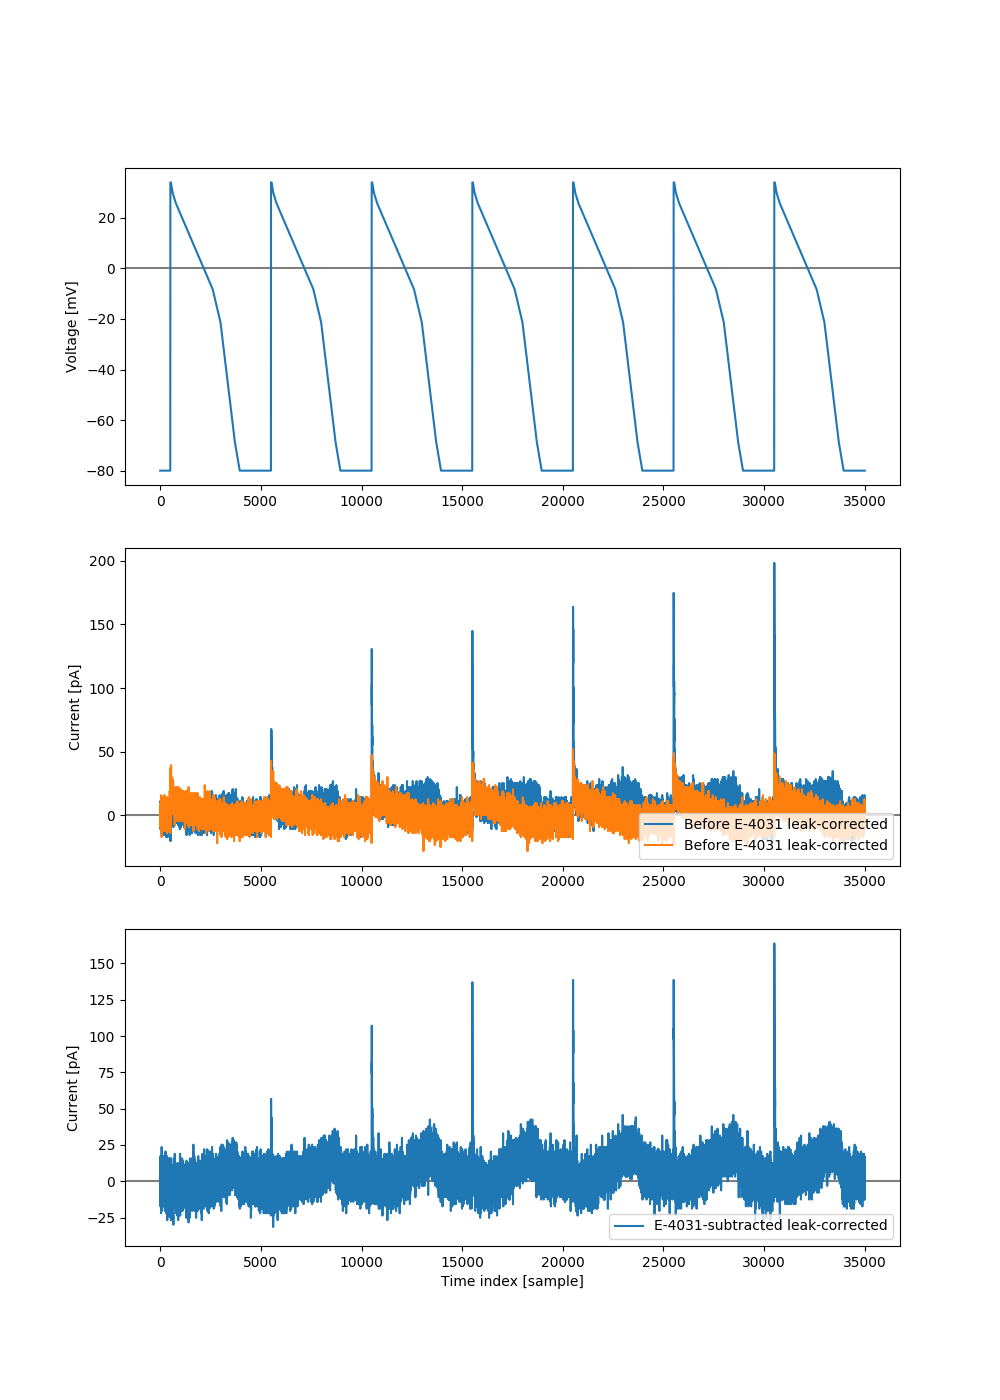 20
0
−20
−40
−60
−80
Voltage [mV]
0 5000 10000 15000 20000 25000 30000 35000
200
150
100
50
0
Current [pA]
Before E-4031 leak-corrected
Before E-4031 leak-corrected
0 5000 10000 15000 20000 25000 30000 35000
150
125
100
75
50
25
0
−25
Current [pA]
E-4031-subtracted leak-corrected
0 5000 10000 15000 20000 25000 30000 35000
Time index [sample]